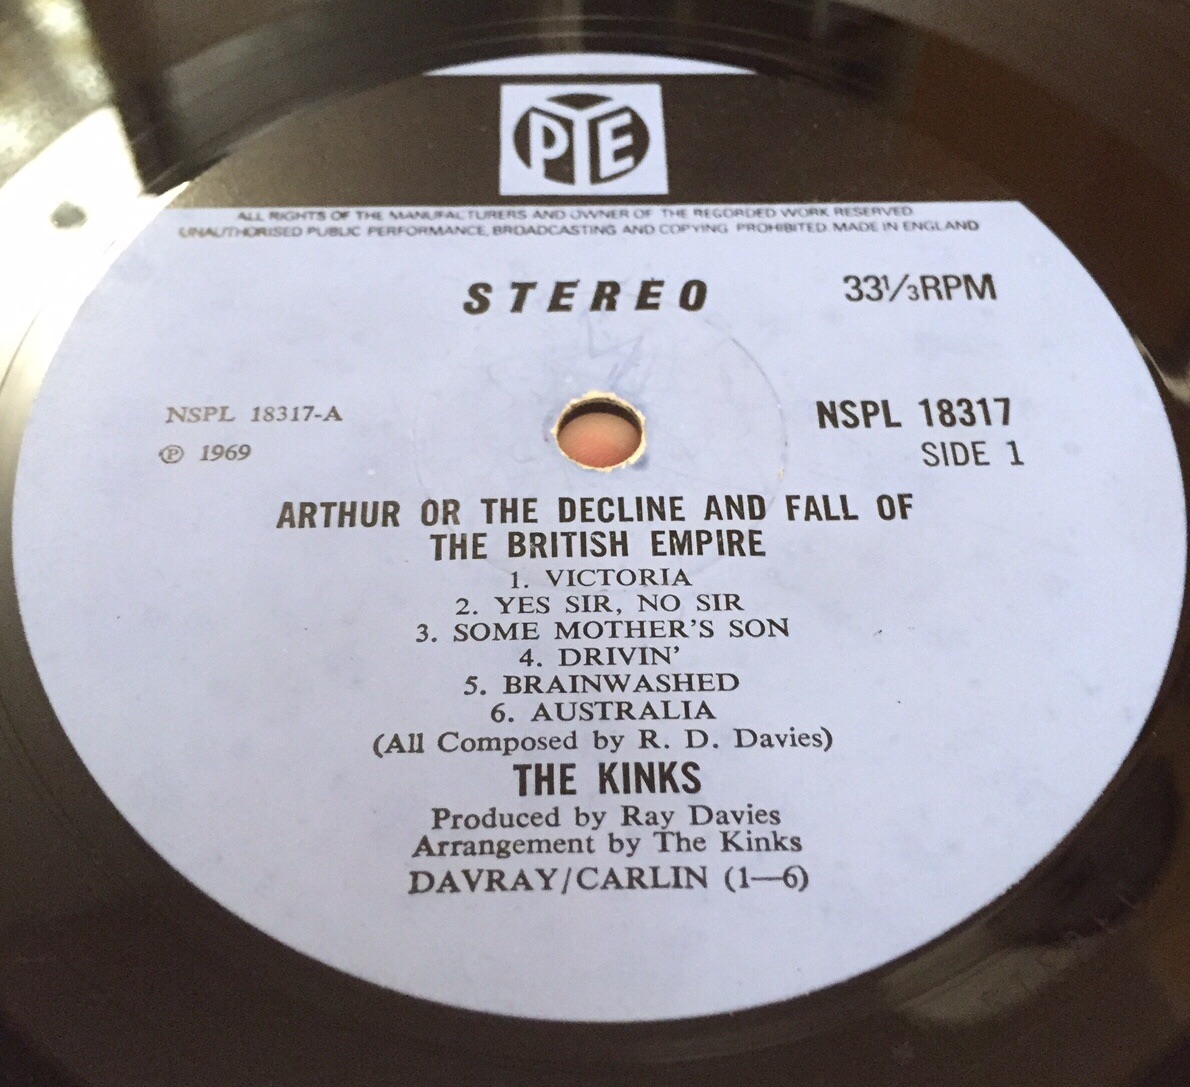 PYE
ALL RIGHTS OF THE MANUFACTURERS AND OWNER OF THE RECORDED WORK RESERVED
UNAUTHORISED PUBLIC PERFORMANCE, BROADCASTING AND COPYING PROHIBITED. MADE IN ENGLAND
STEREO
33⅓RPM
NSPL 18317-A
℗ 1969
NSPL 18317
SIDE 1
ARTHUR OR THE DECLINE AND FALL OF
THE BRITISH EMPIRE
1. VICTORIA
2. YES SIR, NO SIR
3. SOME MOTHER'S SON
4. DRIVIN'
5. BRAINWASHED
6. AUSTRALIA
(All Composed by R. D. Davies)
THE KINKS
Produced by Ray Davies
Arrangement by The Kinks
DAVRAY/CARLIN (1—6)